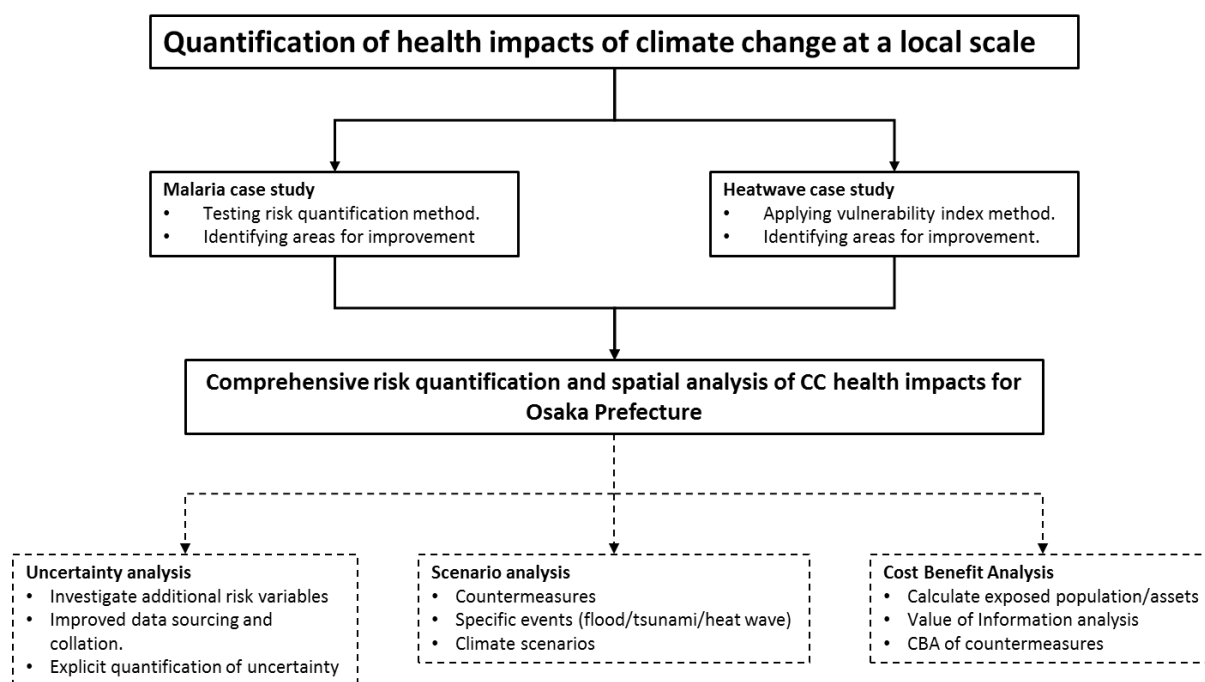 Quantification of health impacts of climate change at a local scale
Malaria case study
• Testing risk quantification method.
• Identifying areas for improvement
Heatwave case study
• Applying vulnerability index method.
• Identifying areas for improvement.
Comprehensive risk quantification and spatial analysis of CC health impacts for
Osaka Prefecture
Uncertainty analysis
• Investigate additional risk variables
• Improved data sourcing and
collation.
• Explicit quantification of uncertainty
Scenario analysis
• Countermeasures
• Specific events (flood/tsunami/heat wave)
• Climate scenarios
Cost Benefit Analysis
• Calculate exposed population/assets
• Value of Information analysis
• CBA of countermeasures